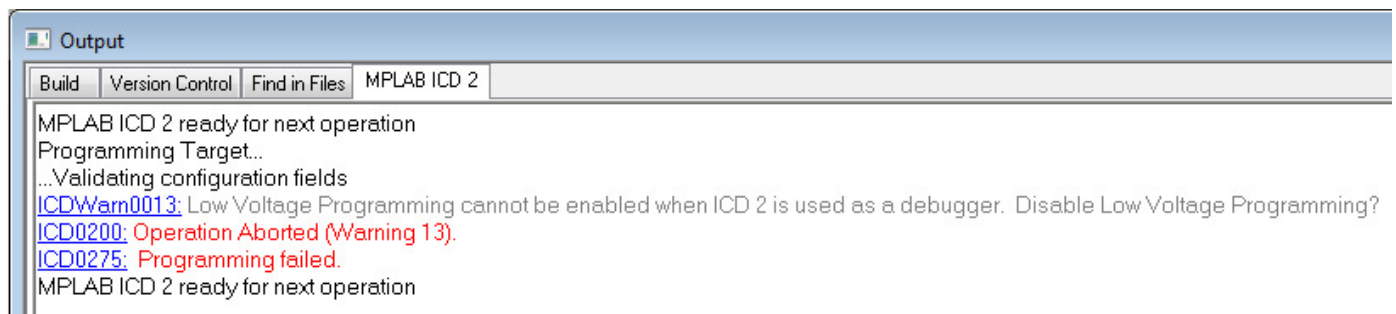 Output
Build Version Control Find in Files MPLAB ICD 2
MPLAB ICD 2 ready for next operation
Programming Target...
...Validating configuration fields
ICDWarn0013: Low Voltage Programming cannot be enabled when ICD 2 is used as a debugger.  Disable Low Voltage Programming?
ICD0200: Operation Aborted (Warning 13).
ICD0275:  Programming failed.
MPLAB ICD 2 ready for next operation